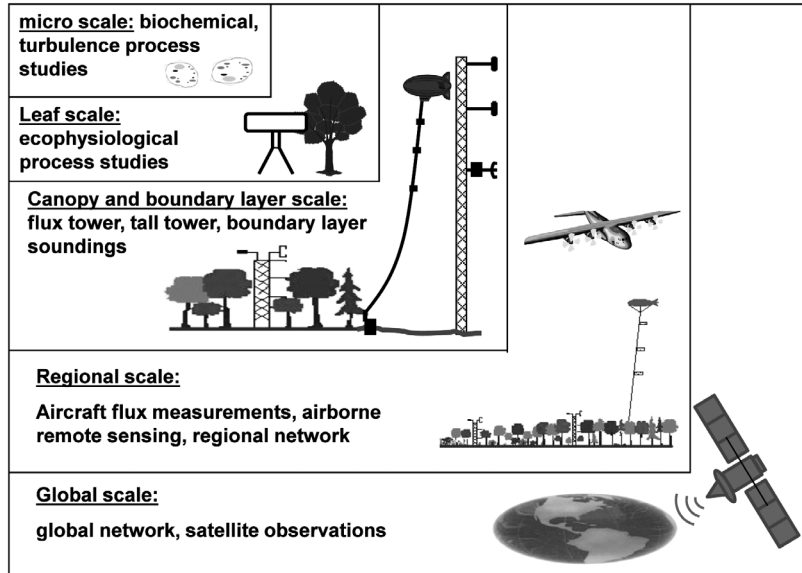 micro scale: biochemical,
turbulence process
studies
Leaf scale:
ecophysiological
process studies
Canopy and boundary layer scale:
flux tower, tall tower, boundary layer
soundings
Regional scale:
Aircraft flux measurements, airborne
remote sensing, regional network
Global scale:
global network, satellite observations